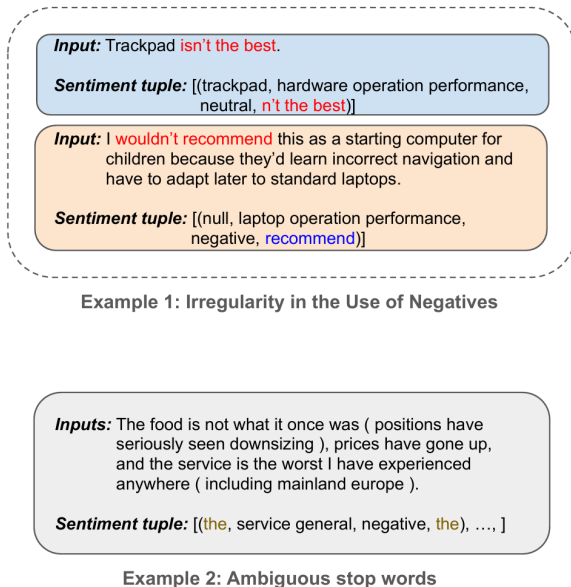 Input: Trackpad isn't the best.
Sentiment tuple: [(trackpad, hardware operation performance,
neutral, n't the best)]
Input: I wouldn't recommend this as a starting computer for
children because they'd learn incorrect navigation and
have to adapt later to standard laptops.
Sentiment tuple: [(null, laptop operation performance,
negative, recommend)]
Example 1: Irregularity in the Use of Negatives
Inputs: The food is not what it once was ( positions have
seriously seen downsizing ), prices have gone up,
and the service is the worst I have experienced
anywhere ( including mainland europe ).
Sentiment tuple: [(the, service general, negative, the), ..., ]
Example 2: Ambiguous stop words